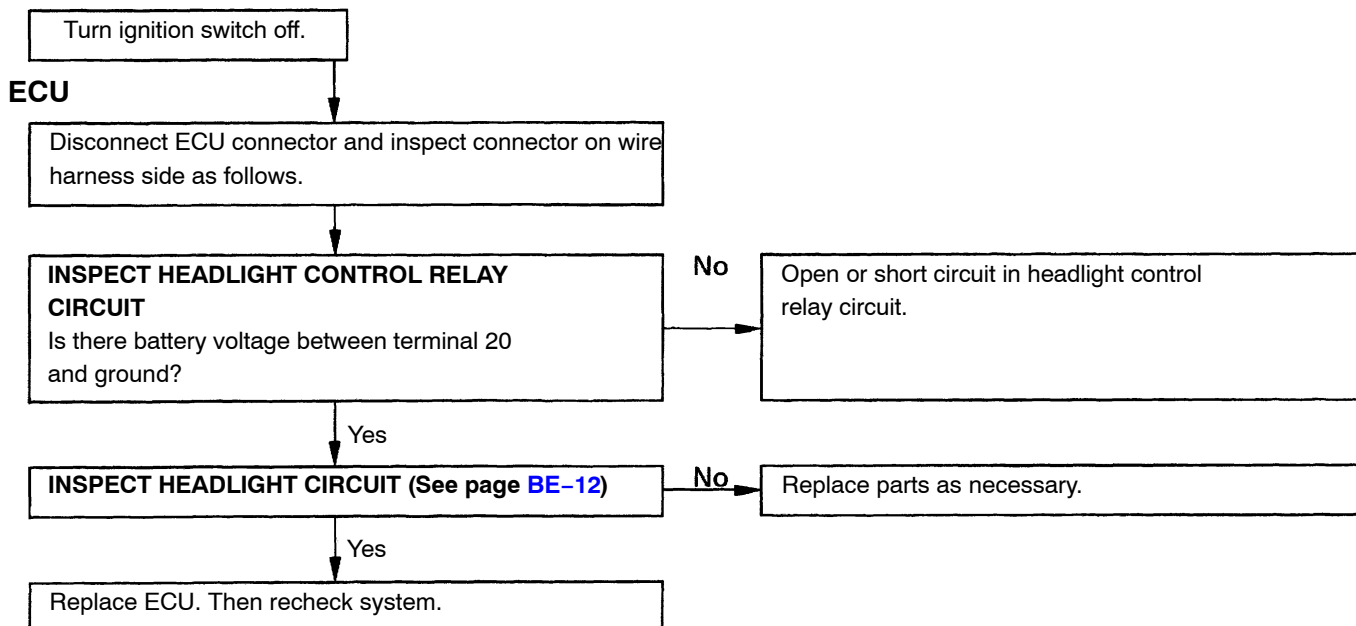 Turn ignition switch off.
ECU
Disconnect ECU connector and inspect connector on wire
harness side as follows.
INSPECT HEADLIGHT CONTROL RELAY
CIRCUIT
Is there battery voltage between terminal 20
and ground?
No
Open or short circuit in headlight control
relay circuit.
Yes
INSPECT HEADLIGHT CIRCUIT (See page BE−12)
No
Replace parts as necessary.
Yes
Replace ECU. Then recheck system.